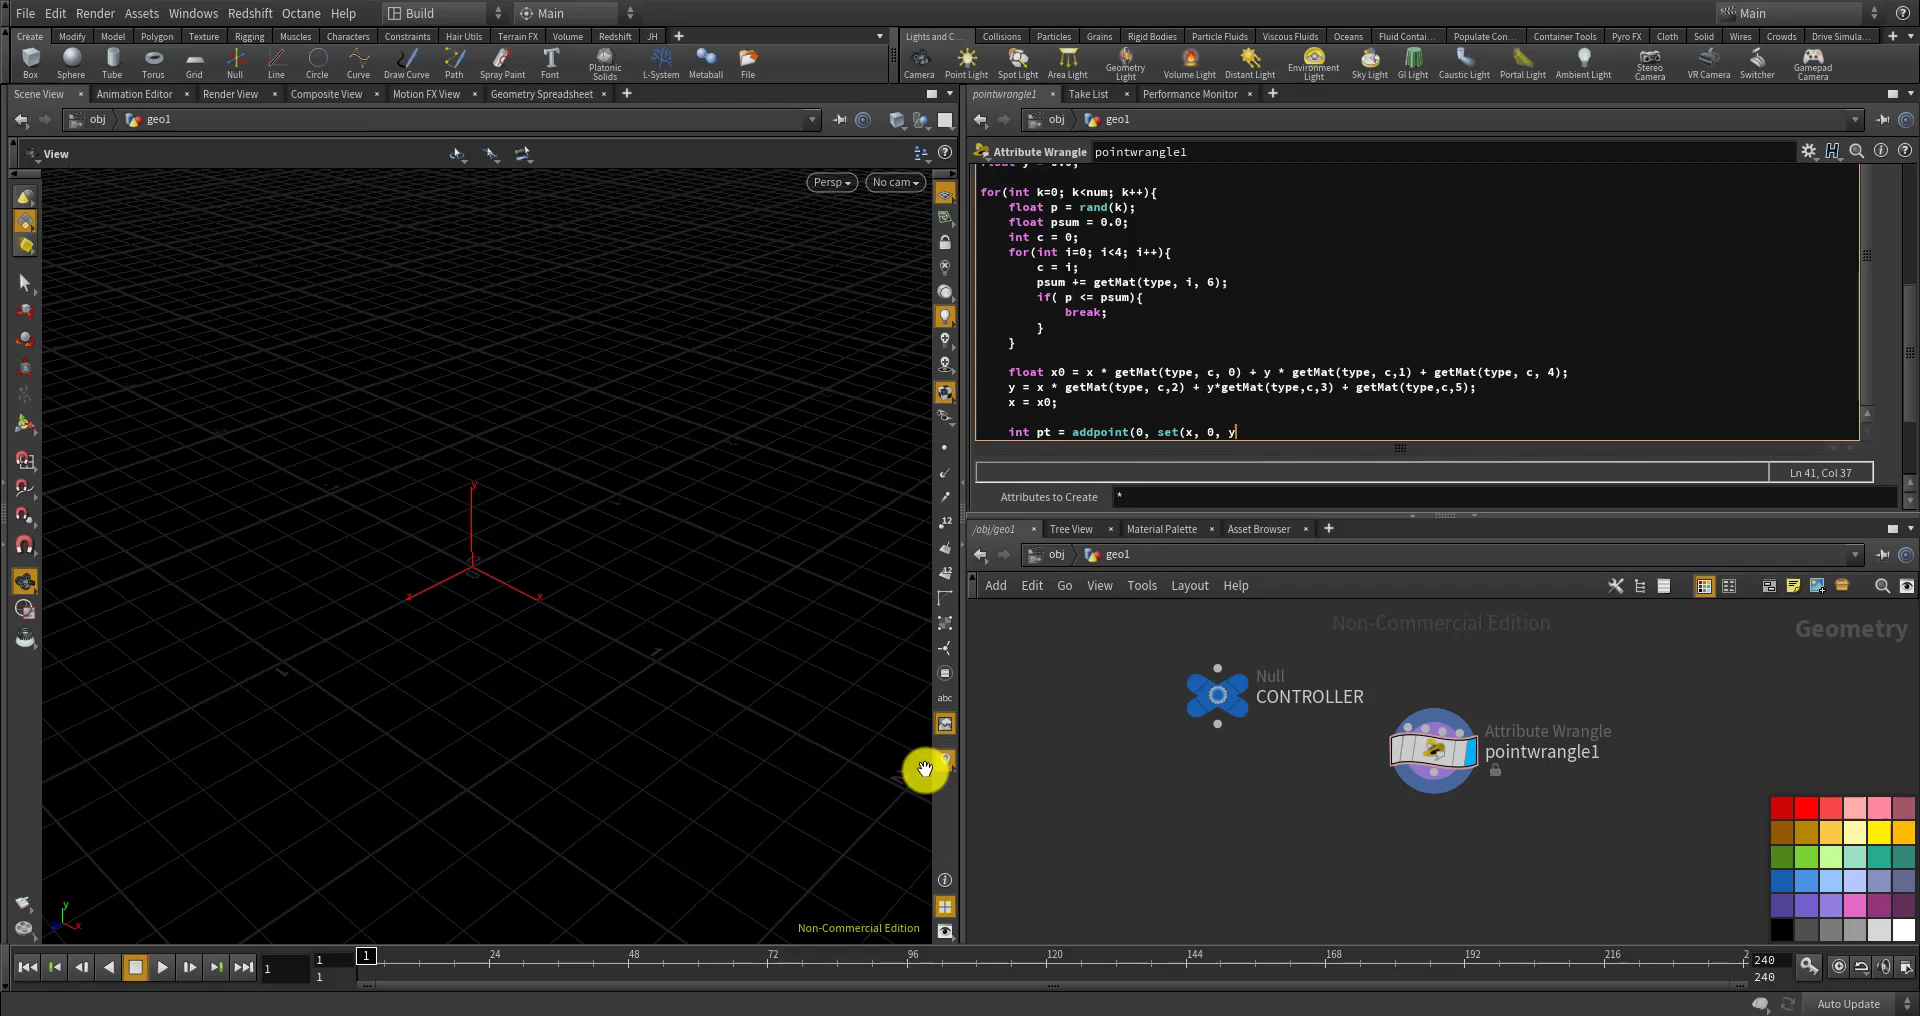 File Edit Render Assets Windows Redshift Octane Help Build Main Main
Create Modify Model Polygon Texture Rigging Muscles Characters Constraints Hair Utils Terrain FX Volume Redshift JH
Lights and C... Collisions Particles Grains Rigid Bodies Particle Fluids Viscous Fluids Oceans Fluid Contai... Populate Con... Container Tools Pyro FX Cloth Solid Wires Crowds Drive Simula...
Box Sphere Tube Torus Grid Null Line Circle Curve Draw Curve Path Spray Paint Font Platonic Solids L-System Metaball File
Camera Point Light Spot Light Area Light Geometry Light Volume Light Distant Light Environment Light Sky Light GI Light Caustic Light Portal Light Ambient Light Stereo Camera VR Camera Switcher Gamepad Camera
Scene View Animation Editor Render View Composite View Motion FX View Geometry Spreadsheet
pointwrangle1 Take List Performance Monitor
obj geo1
obj geo1
View
Attribute Wrangle pointwrangle1
Persp No cam
for(int k=0; k<num; k++){
float p = rand(k);
float psum = 0.0;
int c = 0;
for(int i=0; i<4; i++){
c = i;
psum += getMat(type, i, 6);
if( p <= psum){
break;
}
}
float x0 = x * getMat(type, c, 0) + y * getMat(type, c,1) + getMat(type, c, 4);
y = x * getMat(type, c,2) + y*getMat(type,c,3) + getMat(type,c,5);
x = x0;
int pt = addpoint(0, set(x, 0, y
Ln 41, Col 37
Attributes to Create *
/obj/geo1 Tree View Material Palette Asset Browser
obj geo1
Add Edit Go View Tools Layout Help
Non-Commercial Edition
Geometry
Null
CONTROLLER
Attribute Wrangle
pointwrangle1
y
z
x
12
12
abc
y
x
Non-Commercial Edition
1 24 48 72 96 120 144 168 192 216 2
1 1 240
1 240
Auto Update